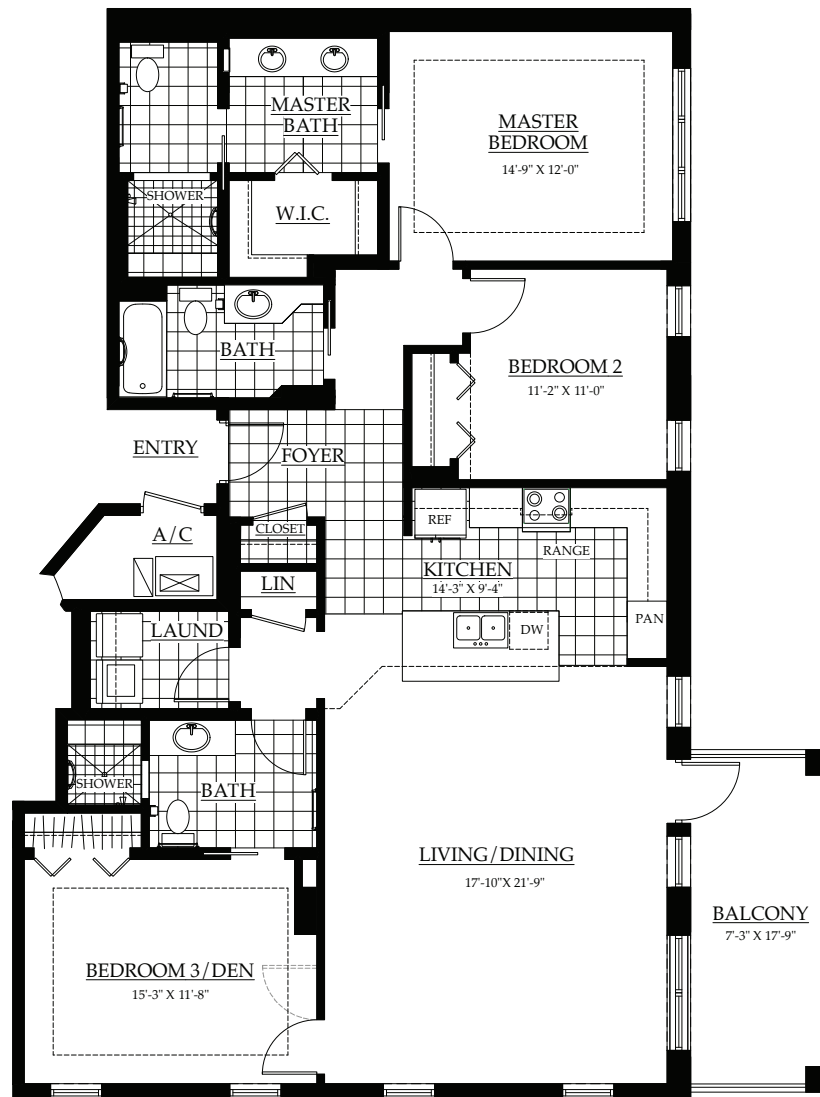 MASTER
BATH
MASTER
BEDROOM
14'-9" X 12'-0"
SHOWER
W.I.C.
BATH
BEDROOM 2
11'-2" X 11'-0"
ENTRY
FOYER
A/C
CLOSET
REF
RANGE
KITCHEN
14'-3" X 9'-4"
LIN
LAUND
DW
PAN
SHOWER
BATH
LIVING/DINING
17'-10"X 21'-9"
BALCONY
7'-3" X 17'-9"
BEDROOM 3/DEN
15'-3" X 11'-8"